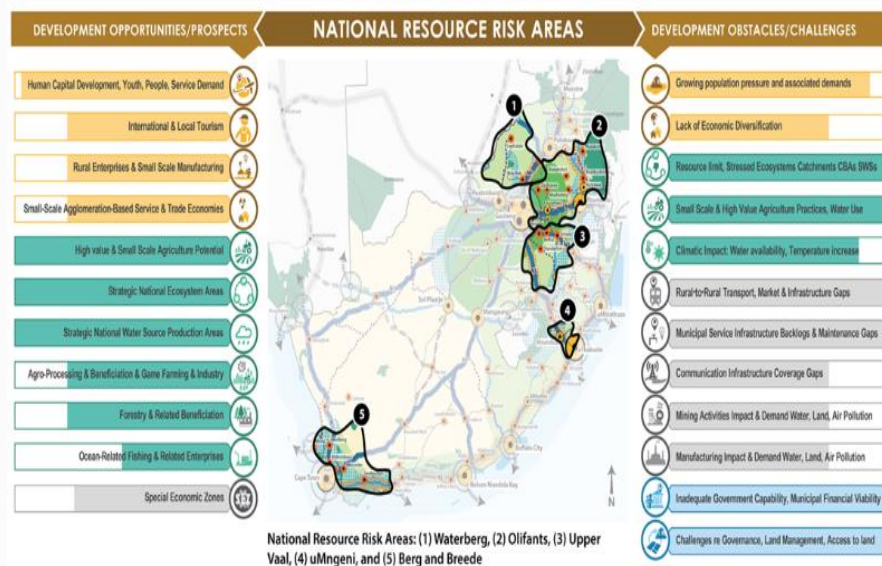 DEVELOPMENT OPPORTUNITIES/PROSPECTS
NATIONAL RESOURCE RISK AREAS
DEVELOPMENT OBSTACLES/CHALLENGES
Human Capital Development, Youth, People, Service Demand
International & Local Tourism
Rural Enterprises & Small Scale Manufacturing
Small-Scale Agglomeration-Based Service & Trade Economies
High value & Small Scale Agriculture Potential
Strategic National Ecosystem Areas
Strategic National Water Source Production Areas
Agro-Processing & Beneficiation & Game Farming & Industry
Forestry & Related Beneficiation
Ocean-Related Fishing & Related Enterprises
Special Economic Zones
SEZ
1
2
3
4
5
Cape Town
Buffalo City
Nelson Mandela Bay
N
Growing population pressure and associated demands
Lack of Economic Diversification
Resource limit, Stressed Ecosystems Catchments CBAs SWSs
Small Scale & High Value Agriculture Practices, Water Use
Climatic Impact: Water availability, Temperature increase
Rural-to-Rural Transport, Market & Infrastructure Gaps
Municipal Service Infrastructure Backlogs & Maintenance Gaps
Communication Infrastructure Coverage Gaps
Mining Activities Impact & Demand Water, Land, Air Pollution
Manufacturing Impact & Demand Water, Land, Air Pollution
Inadequate Government Capability, Municipal Financial Viability
Challenges re Governance, Land Management, Access to land
National Resource Risk Areas: (1) Waterberg, (2) Olifants, (3) Upper
Vaal, (4) uMngeni, and (5) Berg and Breede